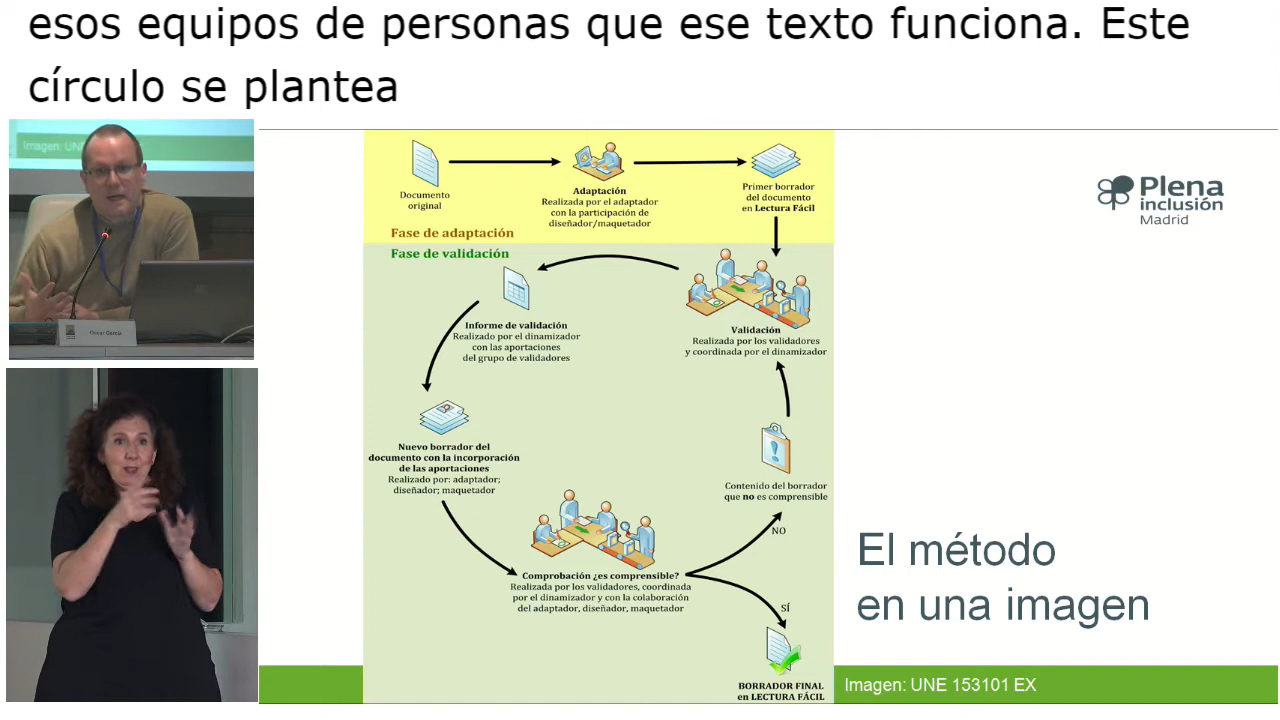 esos equipos de personas que ese texto funciona. Este
círculo se plantea
Imagen: UNE
Oscar García
Documento
original
Adaptación
Realizada por el adaptador
con la participación de
diseñador/maquetador
Primer borrador
del documento
en Lectura Fácil
Fase de adaptación
Fase de validación
Informe de validación
Realizado por el dinamizador
con las aportaciones
del grupo de validadores
Validación
Realizada por los validadores
y coordinada por el dinamizador
Nuevo borrador del
documento con la incorporación
de las aportaciones
Realizado por: adaptador;
diseñador; maquetador
Contenido del borrador
que no es comprensible
NO
Comprobación ¿es comprensible?
Realizada por los validadores, coordinada
por el dinamizador y con la colaboración
del adaptador, diseñador, maquetador
SÍ
BORRADOR FINAL
en LECTURA FÁCIL
Plena
inclusión
Madrid
El método
en una imagen
Imagen: UNE 153101 EX